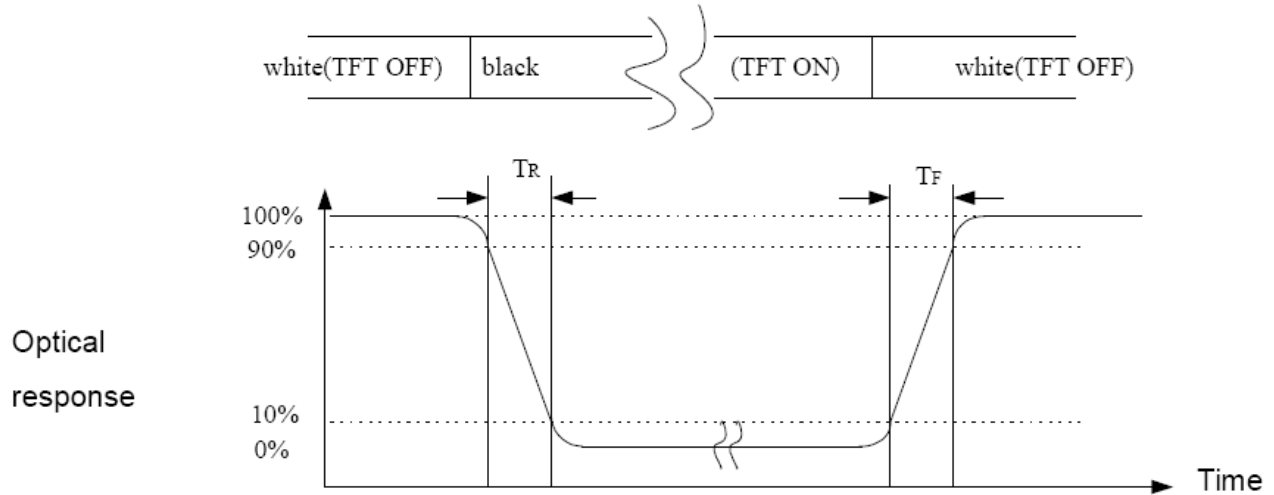 white(TFT OFF) black (TFT ON) white(TFT OFF)
TR TF
100%
90%
Optical
response
10%
0%
Time